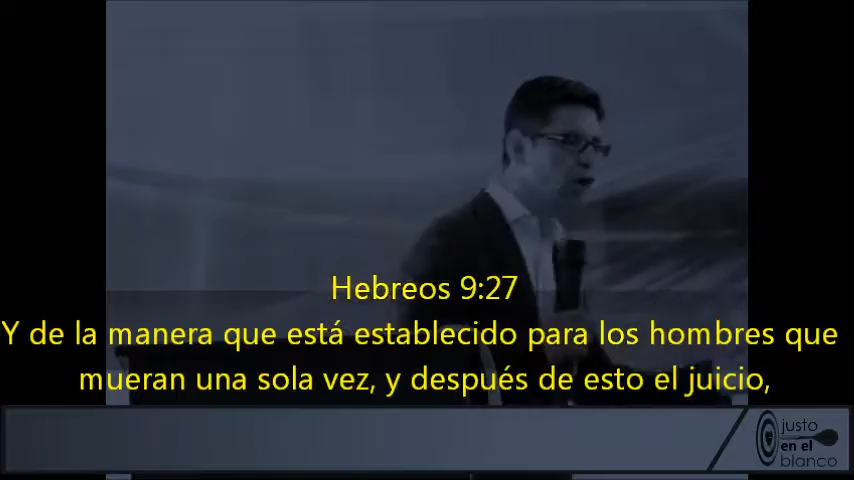 Hebreos 9:27
Y de la manera que está establecido para los hombres que
mueran una sola vez, y después de esto el juicio,
justo
en el
blanco